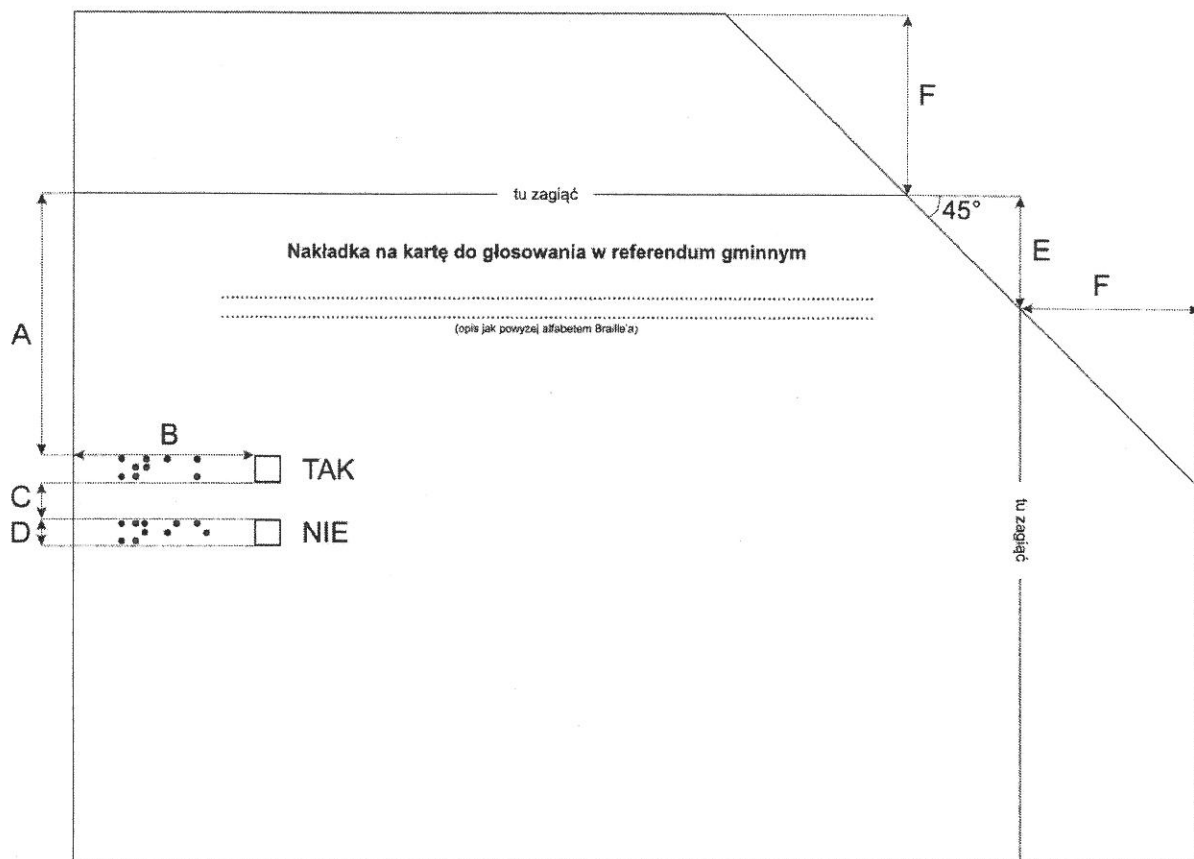 F
tu zagiąć
45°
Nakładka na kartę do głosowania w referendum gminnym
E
F
(opis jak powyżej alfabetem Braille'a)
A
B
TAK
C
D
NIE
tu zagiąć